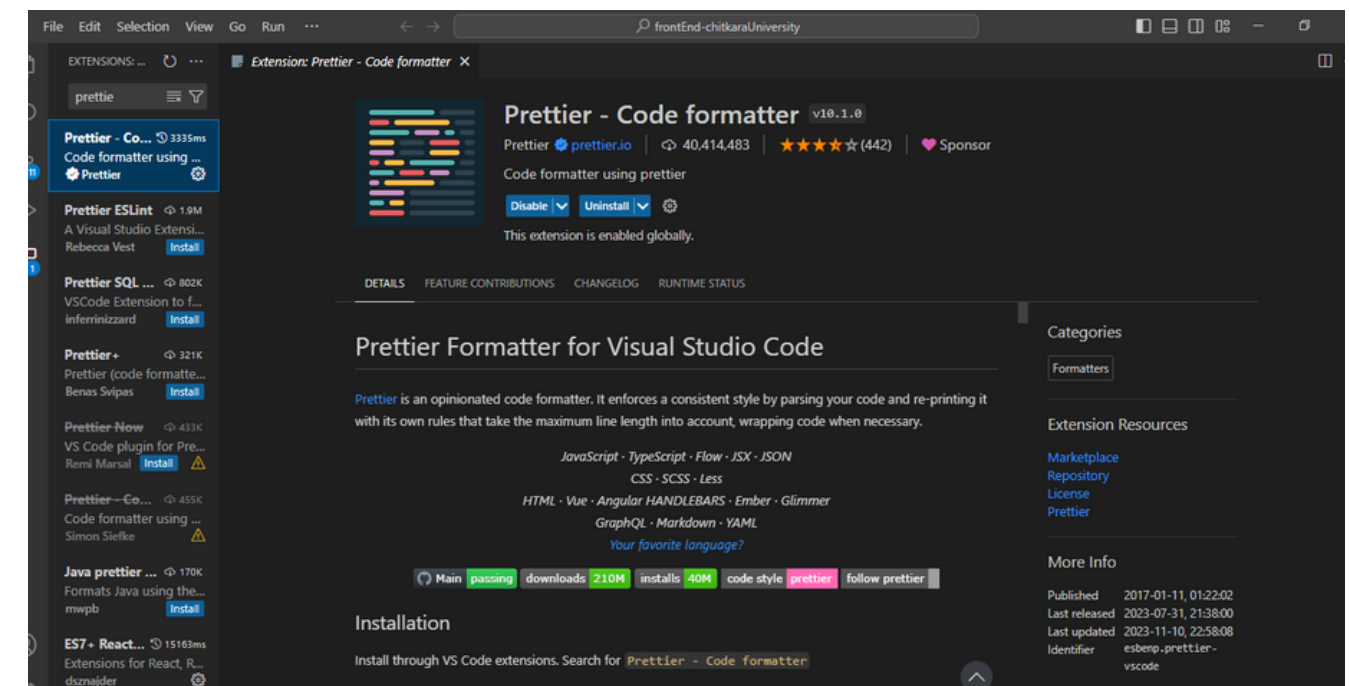 File Edit Selection View Go Run ···
frontEnd-chitkaraUniversity
EXTENSIONS: ...
prettie
Prettier - Co... 3335ms
Code formatter using ...
Prettier
Prettier ESLint 1.9M
A Visual Studio Extensi...
Rebecca Vest Install
Prettier SQL ... 802K
VSCode Extension to f...
inferrinizzard Install
Prettier+ 321K
Prettier (code formatte...
Benas Svipas Install
Prettier Now 433K
VS Code plugin for Pre...
Remi Marsal Install
Prettier - Co... 455K
Code formatter using ...
Simon Siefke
Java prettier ... 170K
Formats Java using the...
mwpb Install
ES7+ React... 15163ms
Extensions for React, R...
dsznajder
11
1
Extension: Prettier - Code formatter
Prettier - Code formatter v10.1.0
Prettier prettier.io 40,414,483 (442) Sponsor
Code formatter using prettier
Disable Uninstall
This extension is enabled globally.
DETAILS FEATURE CONTRIBUTIONS CHANGELOG RUNTIME STATUS
Prettier Formatter for Visual Studio Code
Prettier is an opinionated code formatter. It enforces a consistent style by parsing your code and re-printing it
with its own rules that take the maximum line length into account, wrapping code when necessary.
JavaScript · TypeScript · Flow · JSX · JSON
CSS · SCSS · Less
HTML · Vue · Angular HANDLEBARS · Ember · Glimmer
GraphQL · Markdown · YAML
Your favorite language?
Main passing downloads 210M installs 40M code style prettier follow prettier
Installation
Install through VS Code extensions. Search for Prettier - Code formatter
Categories
Formatters
Extension Resources
Marketplace
Repository
License
Prettier
More Info
Published 2017-01-11, 01:22:02
Last released 2023-07-31, 21:38:00
Last updated 2023-11-10, 22:58:08
Identifier esbenp.prettier-
vscode